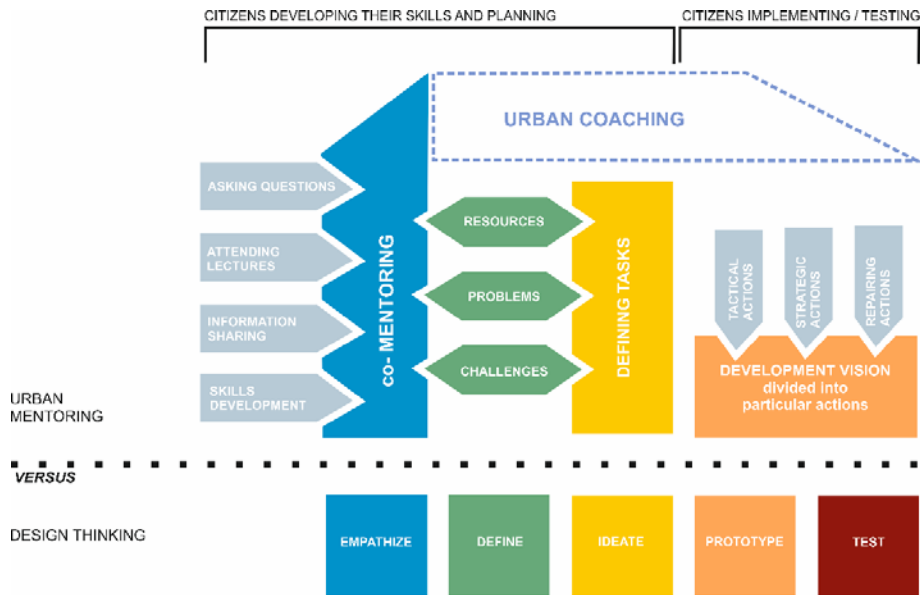 CITIZENS DEVELOPING THEIR SKILLS AND PLANNING
CITIZENS IMPLEMENTING / TESTING
URBAN COACHING
ASKING QUESTIONS
ATTENDING
LECTURES
INFORMATION
SHARING
SKILLS
DEVELOPMENT
co- MENTORING
RESOURCES
PROBLEMS
CHALLENGES
DEFINING TASKS
TACTICAL
ACTIONS
STRATEGIC
ACTIONS
REPAIRING
ACTIONS
DEVELOPMENT VISION
divided into
particular actions
URBAN
MENTORING
VERSUS
DESIGN THINKING
EMPATHIZE
DEFINE
IDEATE
PROTOTYPE
TEST